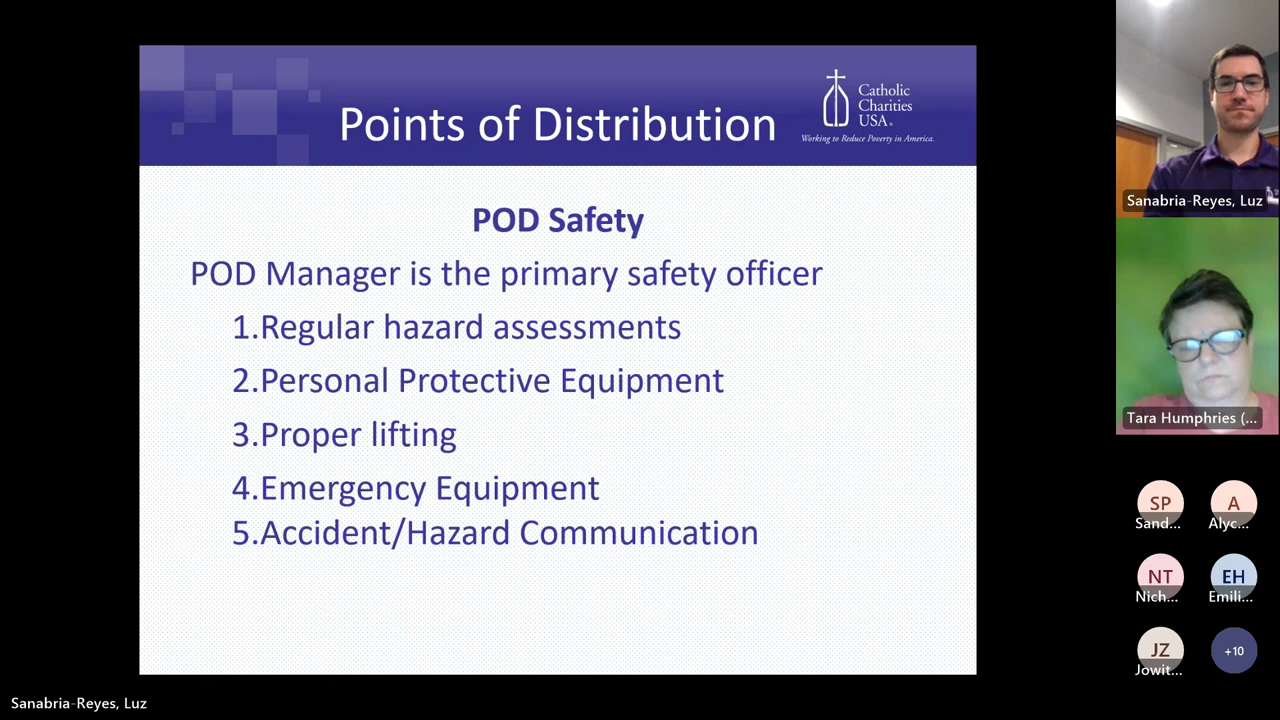 Points of Distribution
Catholic
Charities
USA®
Working to Reduce Poverty in America.
POD Safety
POD Manager is the primary safety officer
1.Regular hazard assessments
2.Personal Protective Equipment
3.Proper lifting
4.Emergency Equipment
5.Accident/Hazard Communication
Sanabria-Reyes, Luz
Tara Humphries (...
SP
Sand...
A
Alyc...
NT
Nich...
EH
Emili...
JZ
Jowit...
+10
Sanabria-Reyes, Luz